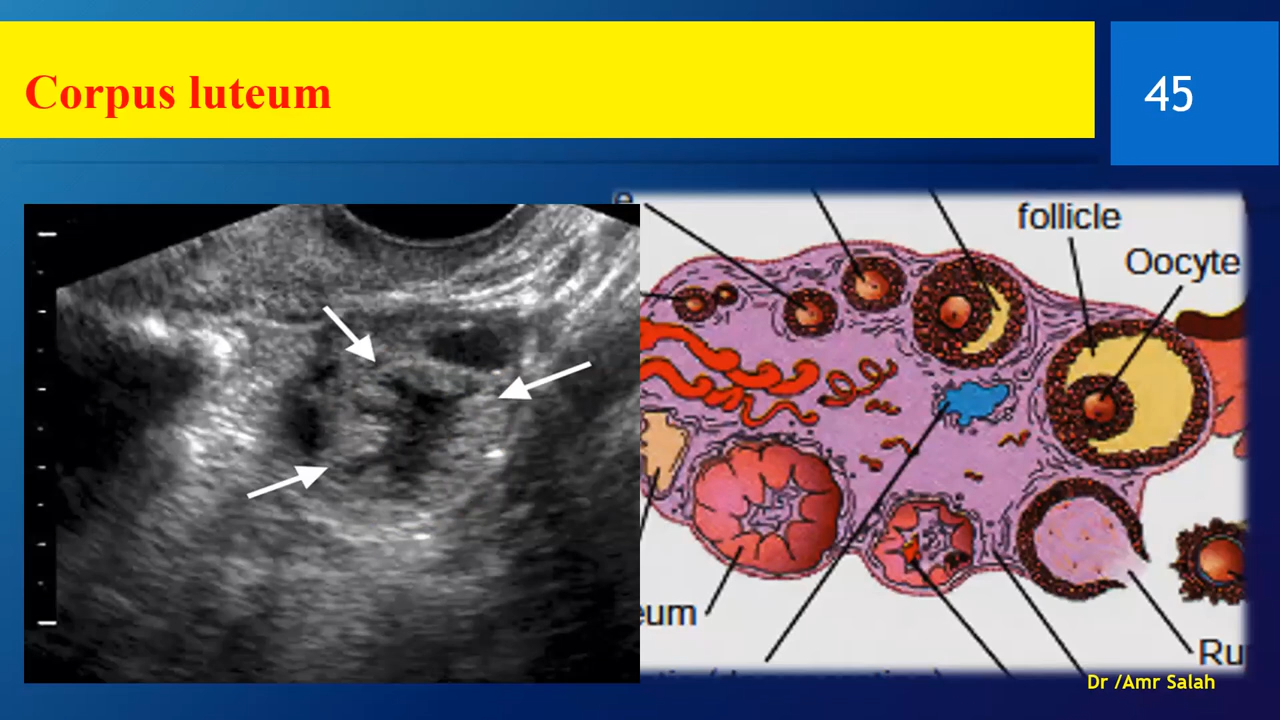 Corpus luteum
45
follicle
Oocyte
eum
Ru
Dr /Amr Salah